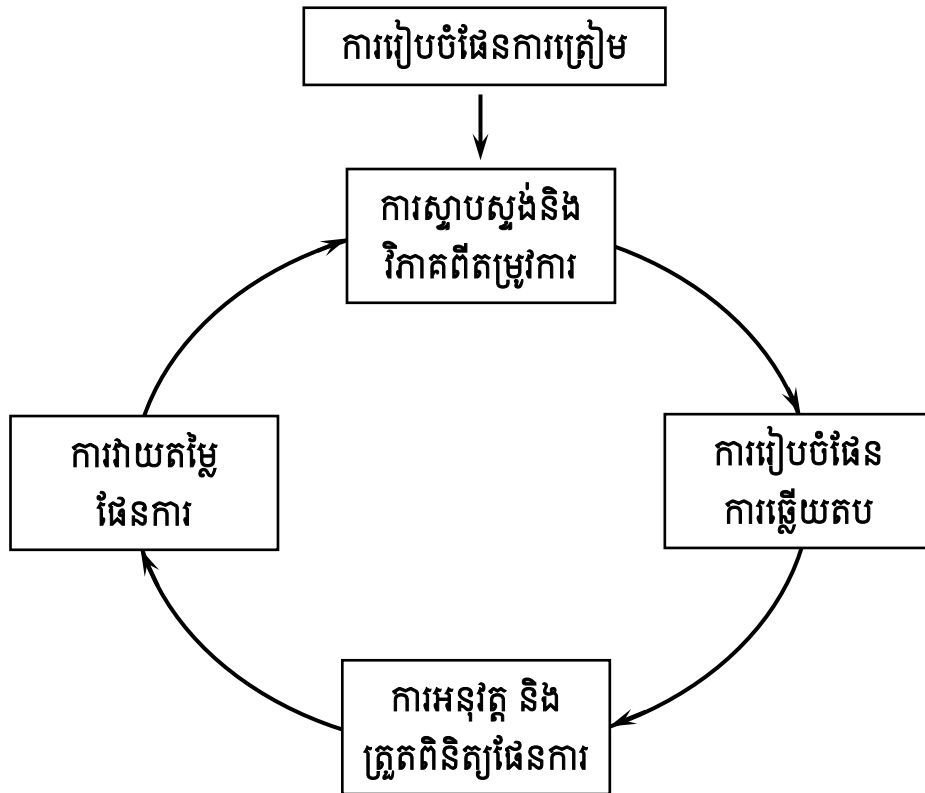 ការរៀបចំផែនការត្រៀម
ការស្ទាបស្ទង់និង
វិភាគពីតម្រូវការ
ការរៀបចំផែន
ការឆ្លើយតប
ការអនុវត្ត និង
ត្រួតពិនិត្យផែនការ
ការវាយតម្លៃ
ផែនការ